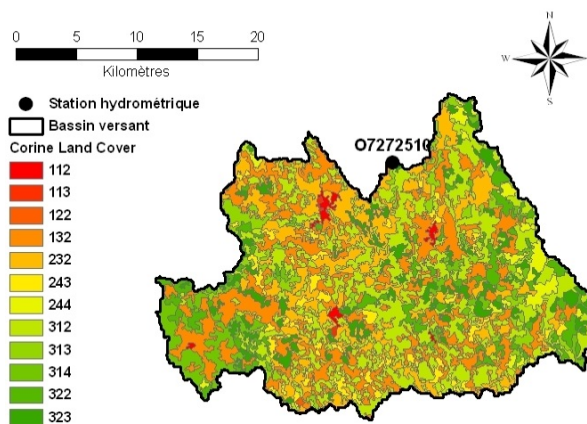 0 5 10 15 20
Kilomètres
N
W E
S
Station hydrométrique
Bassin versant
Corine Land Cover
112
113
122
132
232
243
244
312
313
314
322
323
O7272510